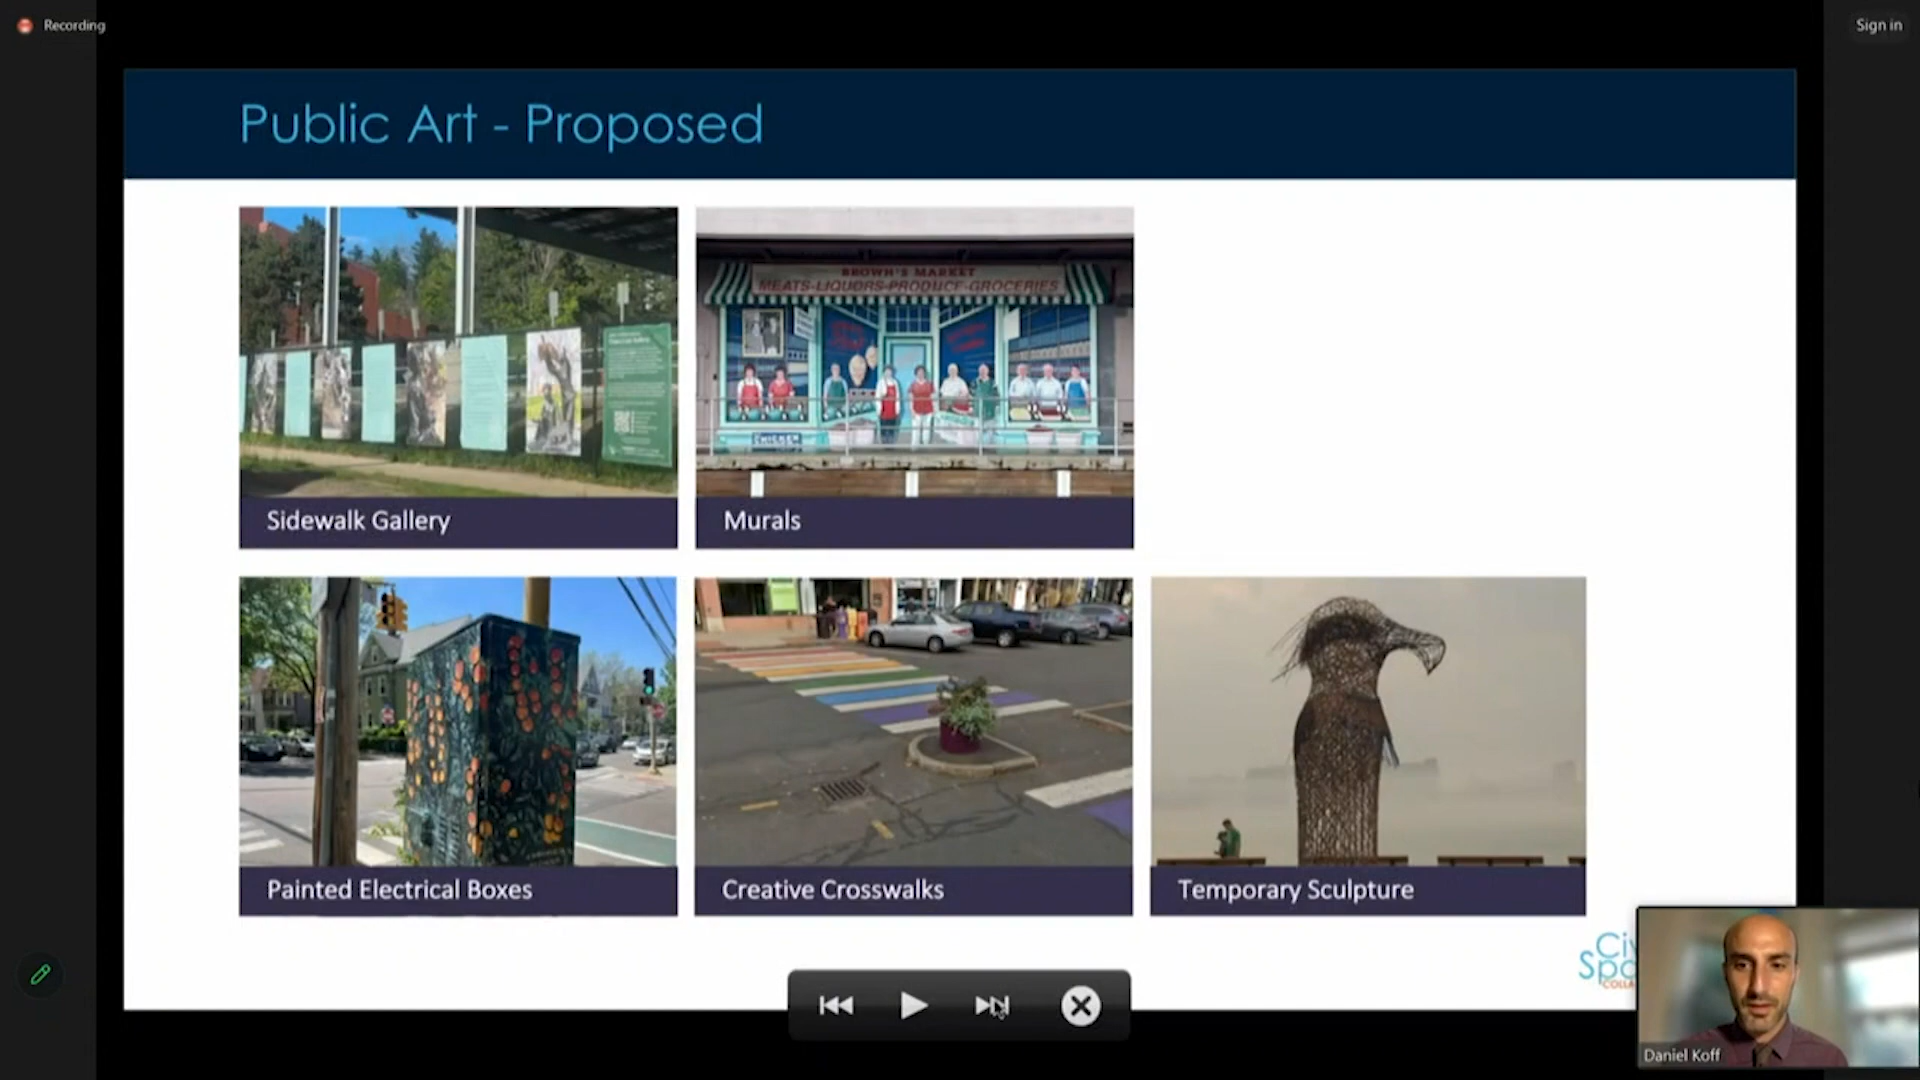 Recording
Sign in
Public Art - Proposed
BROWN'S MARKET
MEATS-LIQUORS-PRODUCE-GROCERIES
Sidewalk Gallery
Murals
Painted Electrical Boxes
Creative Crosswalks
Temporary Sculpture
Daniel Koff